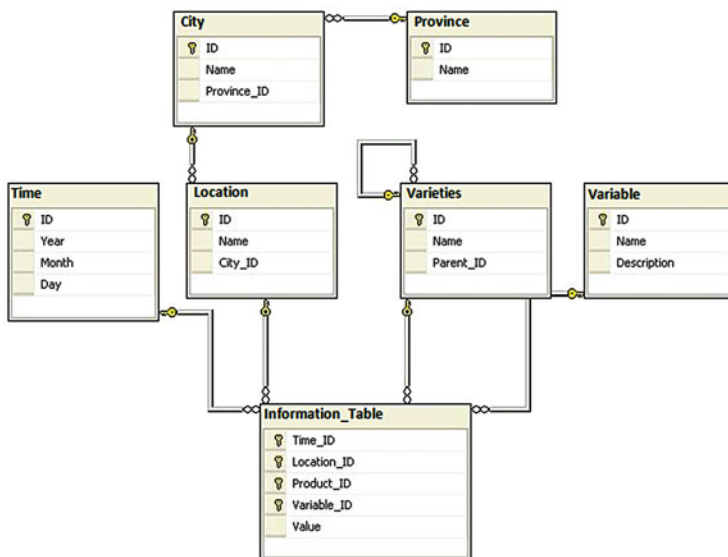 City
ID
Name
Province_ID
Province
ID
Name
Time
ID
Year
Month
Day
Location
ID
Name
City_ID
Varieties
ID
Name
Parent_ID
Variable
ID
Name
Description
Information_Table
Time_ID
Location_ID
Product_ID
Variable_ID
Value